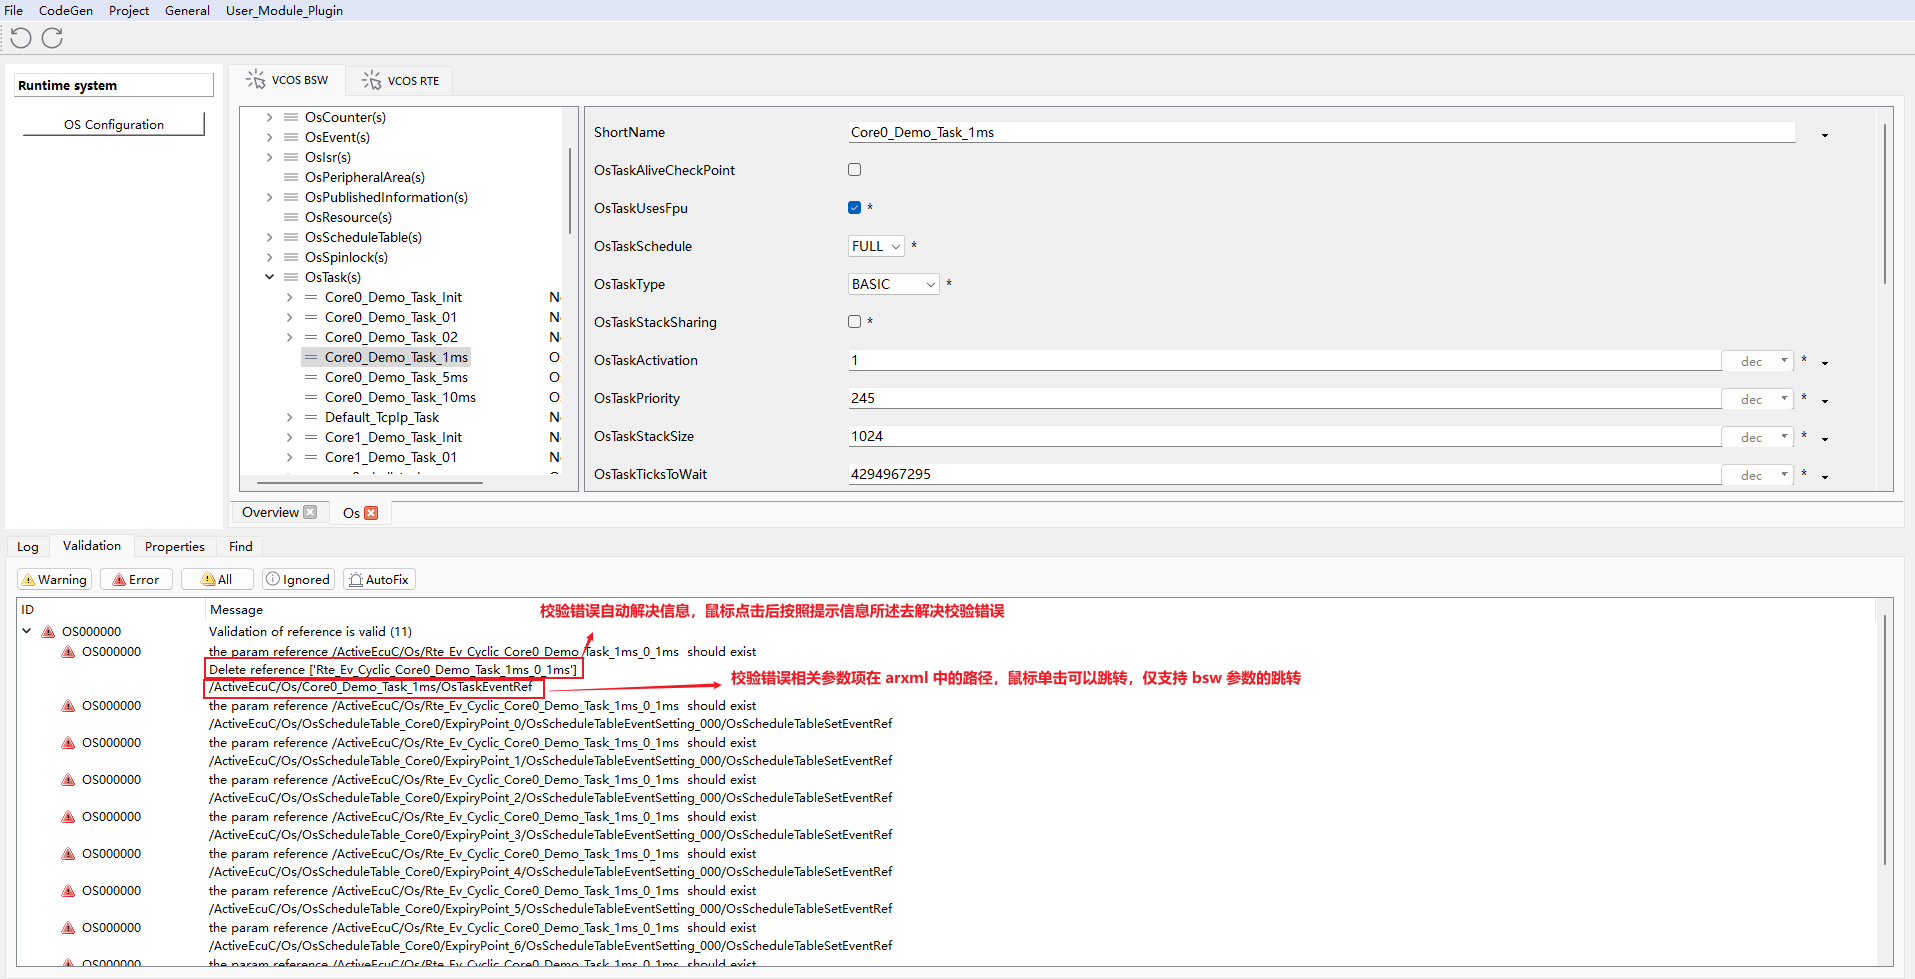 File CodeGen Project General User_Module_Plugin
Runtime system
OS Configuration
VCOS BSW VCOS RTE
OsCounter(s)
OsEvent(s)
OsIsr(s)
OsPeripheralArea(s)
OsPublishedInformation(s)
OsResource(s)
OsScheduleTable(s)
OsSpinlock(s)
OsTask(s)
Core0_Demo_Task_Init
Core0_Demo_Task_01
Core0_Demo_Task_02
Core0_Demo_Task_1ms
Core0_Demo_Task_5ms
Core0_Demo_Task_10ms
Default_TcpIp_Task
Core1_Demo_Task_Init
Core1_Demo_Task_01
ShortName Core0_Demo_Task_1ms
OsTaskAliveCheckPoint
OsTaskUsesFpu *
OsTaskSchedule FULL *
OsTaskType BASIC *
OsTaskStackSharing *
OsTaskActivation 1 dec *
OsTaskPriority 245 dec *
OsTaskStackSize 1024 dec *
OsTaskTicksToWait 4294967295 dec *
Overview Os
Log Validation Properties Find
Warning Error All Ignored AutoFix
ID Message
校验错误自动解决信息，鼠标点击后按照提示信息所述去解决校验错误
OS000000 Validation of reference is valid (11)
OS000000 the param reference /ActiveEcuC/Os/Rte_Ev_Cyclic_Core0_Demo_Task_1ms_0_1ms should exist
Delete reference ['Rte_Ev_Cyclic_Core0_Demo_Task_1ms_0_1ms']
/ActiveEcuC/Os/Core0_Demo_Task_1ms/OsTaskEventRef
校验错误相关参数项在 arxml 中的路径，鼠标单击可以跳转，仅支持 bsw 参数的跳转
OS000000 the param reference /ActiveEcuC/Os/Rte_Ev_Cyclic_Core0_Demo_Task_1ms_0_1ms should exist
/ActiveEcuC/Os/OsScheduleTable_Core0/ExpiryPoint_0/OsScheduleTableEventSetting_000/OsScheduleTableSetEventRef
OS000000 the param reference /ActiveEcuC/Os/Rte_Ev_Cyclic_Core0_Demo_Task_1ms_0_1ms should exist
/ActiveEcuC/Os/OsScheduleTable_Core0/ExpiryPoint_1/OsScheduleTableEventSetting_000/OsScheduleTableSetEventRef
OS000000 the param reference /ActiveEcuC/Os/Rte_Ev_Cyclic_Core0_Demo_Task_1ms_0_1ms should exist
/ActiveEcuC/Os/OsScheduleTable_Core0/ExpiryPoint_2/OsScheduleTableEventSetting_000/OsScheduleTableSetEventRef
OS000000 the param reference /ActiveEcuC/Os/Rte_Ev_Cyclic_Core0_Demo_Task_1ms_0_1ms should exist
/ActiveEcuC/Os/OsScheduleTable_Core0/ExpiryPoint_3/OsScheduleTableEventSetting_000/OsScheduleTableSetEventRef
OS000000 the param reference /ActiveEcuC/Os/Rte_Ev_Cyclic_Core0_Demo_Task_1ms_0_1ms should exist
/ActiveEcuC/Os/OsScheduleTable_Core0/ExpiryPoint_4/OsScheduleTableEventSetting_000/OsScheduleTableSetEventRef
OS000000 the param reference /ActiveEcuC/Os/Rte_Ev_Cyclic_Core0_Demo_Task_1ms_0_1ms should exist
/ActiveEcuC/Os/OsScheduleTable_Core0/ExpiryPoint_5/OsScheduleTableEventSetting_000/OsScheduleTableSetEventRef
OS000000 the param reference /ActiveEcuC/Os/Rte_Ev_Cyclic_Core0_Demo_Task_1ms_0_1ms should exist
/ActiveEcuC/Os/OsScheduleTable_Core0/ExpiryPoint_6/OsScheduleTableEventSetting_000/OsScheduleTableSetEventRef
OS000000 the param reference /ActiveEcuC/Os/Rte_Ev_Cyclic_Core0_Demo_Task_1ms_0_1ms should exist